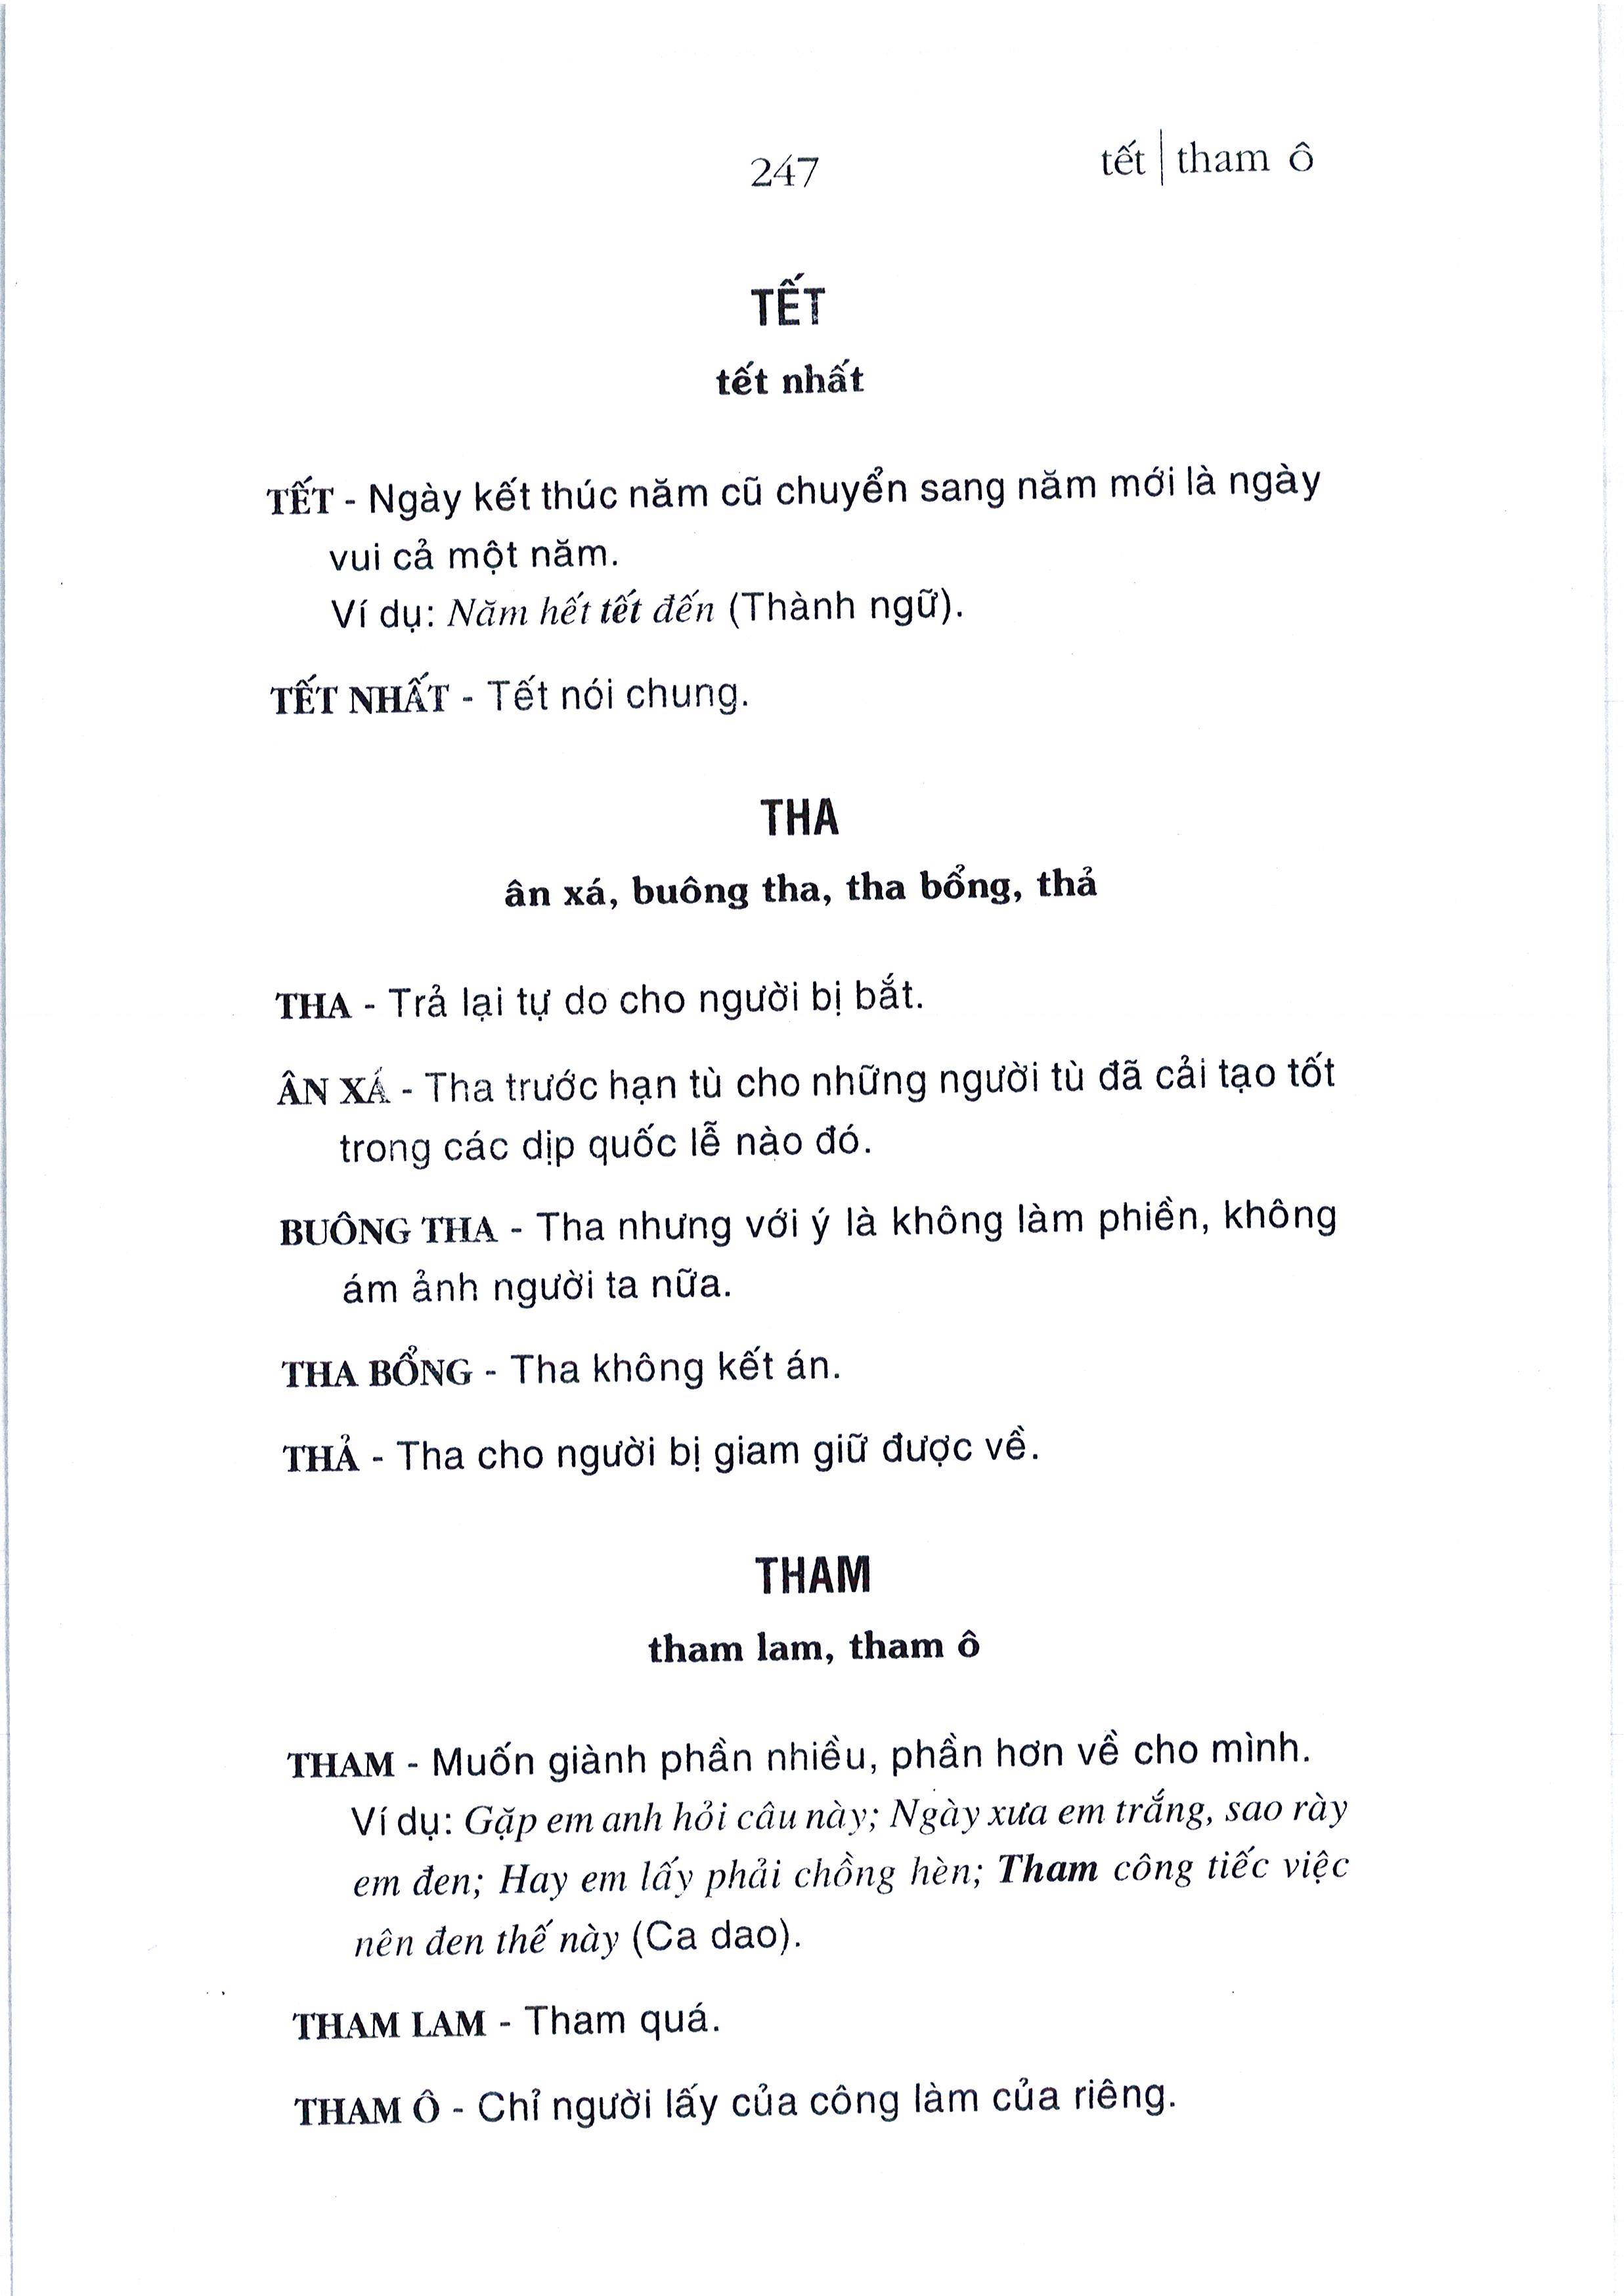 247
tết | tham ô
TẾT
tết nhất
TẾT - Ngày kết thúc năm cũ chuyển sang năm mới là ngày
vui cả một năm.
Ví dụ: Năm hết tết đến (Thành ngữ).
TẾT NHẤT - Tết nói chung.
THA
ân xá, buông tha, tha bổng, thả
THA - Trả lại tự do cho người bị bắt.
ÂN XÁ - Tha trước hạn tù cho những người tù đã cải tạo tốt
trong các dịp quốc lễ nào đó.
BUÔNG THA - Tha nhưng với ý là không làm phiền, không
ám ảnh người ta nữa.
THA BỔNG - Tha không kết án.
THẢ - Tha cho người bị giam giữ được về.
THAM
tham lam, tham ô
THAM - Muốn giành phần nhiều, phần hơn về cho mình.
Ví dụ: Gặp em anh hỏi câu này; Ngày xưa em trắng, sao rày
em đen; Hay em lấy phải chồng hèn; Tham công tiếc việc
nên đen thế này (Ca dao).
THAM LAM - Tham quá.
THAM Ô - Chỉ người lấy của công làm của riêng.